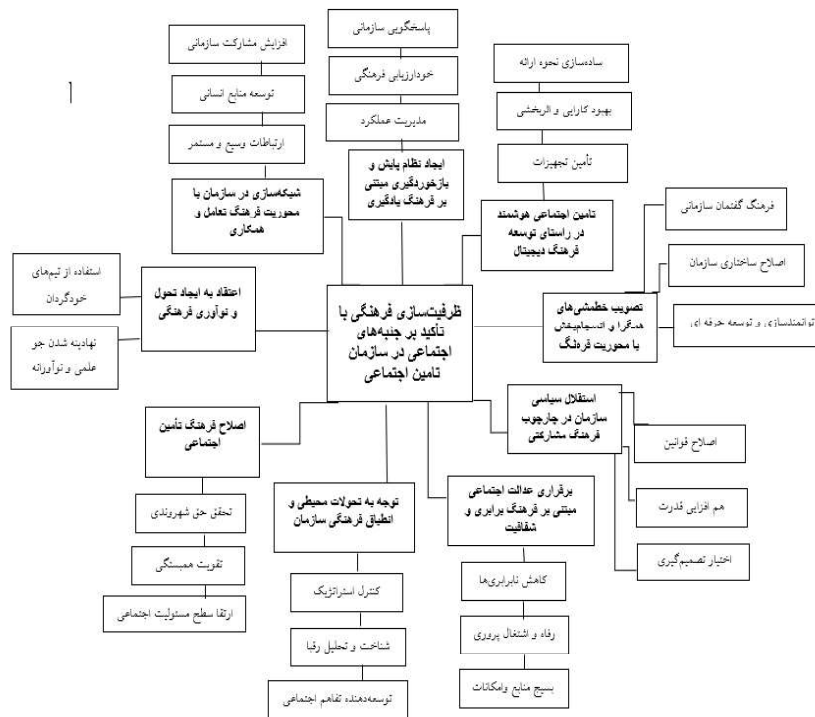 افزایش مشارکت سازمانی
توسعه منابع انسانی
ارتباطات وسیع و مستمر
شبکه‌سازی در سازمان با
محوریت فرهنگ تعامل و
همکاری
پاسخگویی سازمانی
خودارزیابی فرهنگی
مدیریت عملکرد
ایجاد نظام پایش و
بازخوردگیری مبتنی
بر فرهنگ یادگیری
ساده‌سازی نحوه ارائه
بهبود کارایی و اثربخشی
تأمین تجهیزات
تامین اجتماعی هوشمند
در راستای توسعه
فرهنگ دیجیتال
فرهنگ گفتمان سازمانی
اصلاح ساختاری سازمان
توانمندسازی و توسعه حرفه ای
تصویب خطمشی‌های
همگرا و انسجام‌بخش
با محوریت فرهنگ
استفاده از تیم‌های
خودگردان
نهادینه شدن جو
علمی و نوآورانه
اعتقاد به ایجاد تحول
و نوآوری فرهنگی
ظرفیت‌سازی فرهنگی با
تأکید بر جنبه‌های
اجتماعی در سازمان
تامین اجتماعی
استقلال سیاسی
سازمان در چارچوب
فرهنگ مشارکتی
اصلاح قوانین
هم افزایی قدرت
اختیار تصمیم‌گیری
اصلاح فرهنگ تأمین
اجتماعی
تحقق حق شهروندی
تقویت همبستگی
ارتقا سطح مسئولیت اجتماعی
توجه به تحولات محیطی و
انطباق فرهنگی سازمان
کنترل استراتژیک
شناخت و تحلیل رقبا
توسعه‌دهنده تفاهم اجتماعی
برقراری عدالت اجتماعی
مبتنی بر فرهنگ برابری و
شفافیت
کاهش نابرابری‌ها
رفاه و اشتغال پروری
بسیج منابع وامکانات